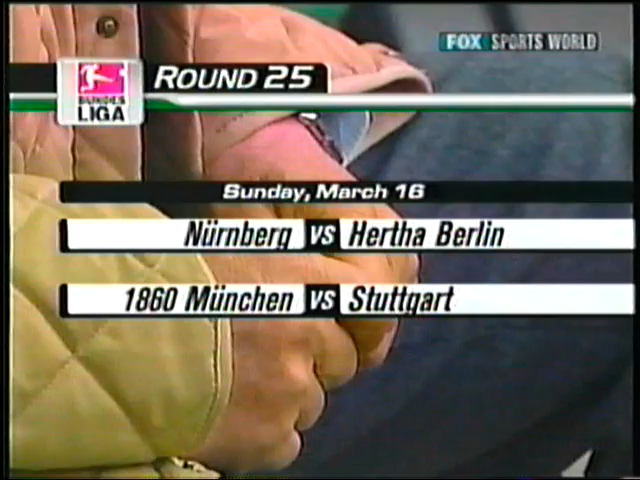 FOX SPORTS WORLD
ROUND 25
BUNDES
LIGA
Sunday, March 16
Nürnberg vs Hertha Berlin
1860 München vs Stuttgart